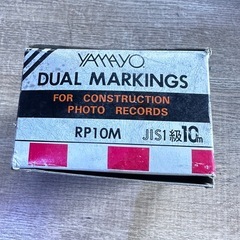 YAMAYO
DUAL MARKINGS
FOR CONSTRUCTION
PHOTO RECORDS
RP10M JIS1級10m